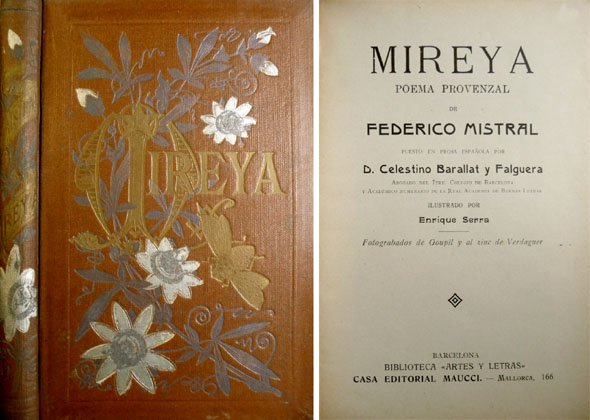 MIREYA
MIREYA
POEMA PROVENZAL
DE
FEDERICO MISTRAL
PUESTO EN PROSA ESPAÑOLA POR
D. Celestino Barallat y Falguera
ABOGADO DEL ITRE. COLEGIO DE BARCELONA
Y ACADÉMICO NUMERARIO DE LA REAL ACADEMIA DE BUENAS LETRAS
ILUSTRADO POR
Enrique Serra
Fotograbados de Goupil y al zinc de Verdaguer
BARCELONA
BIBLIOTECA «ARTES Y LETRAS»
CASA EDITORIAL MAUCCI. — MALLORCA, 166